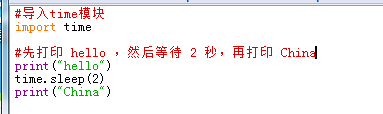 #导入time模块
import time
#先打印 hello ，然后等待 2 秒，再打印 China
print("hello")
time.sleep(2)
print("China")